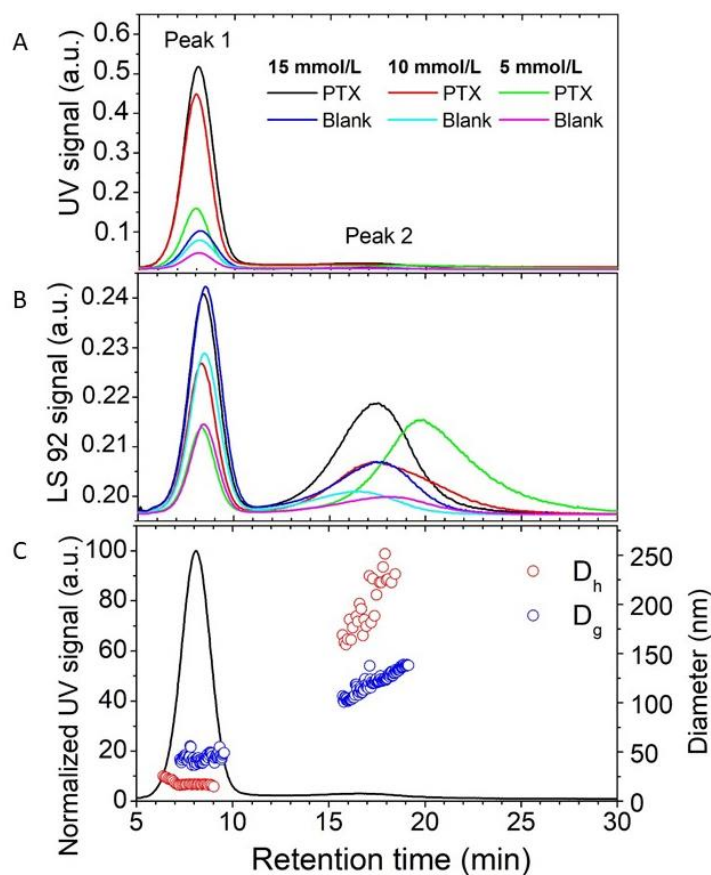 A
Peak 1
15 mmol/L 10 mmol/L 5 mmol/L
PTX PTX PTX
Blank Blank Blank
Peak 2
UV signal (a.u.)
0.6
0.5
0.4
0.3
0.2
0.1
B
LS 92 signal (a.u.)
0.24
0.23
0.22
0.21
0.20
C
Normalized UV signal (a.u.)
100
80
60
40
20
0
D_h
D_g
250
200
150
100
50
0
Diameter (nm)
5 10 15 20 25 30
Retention time (min)